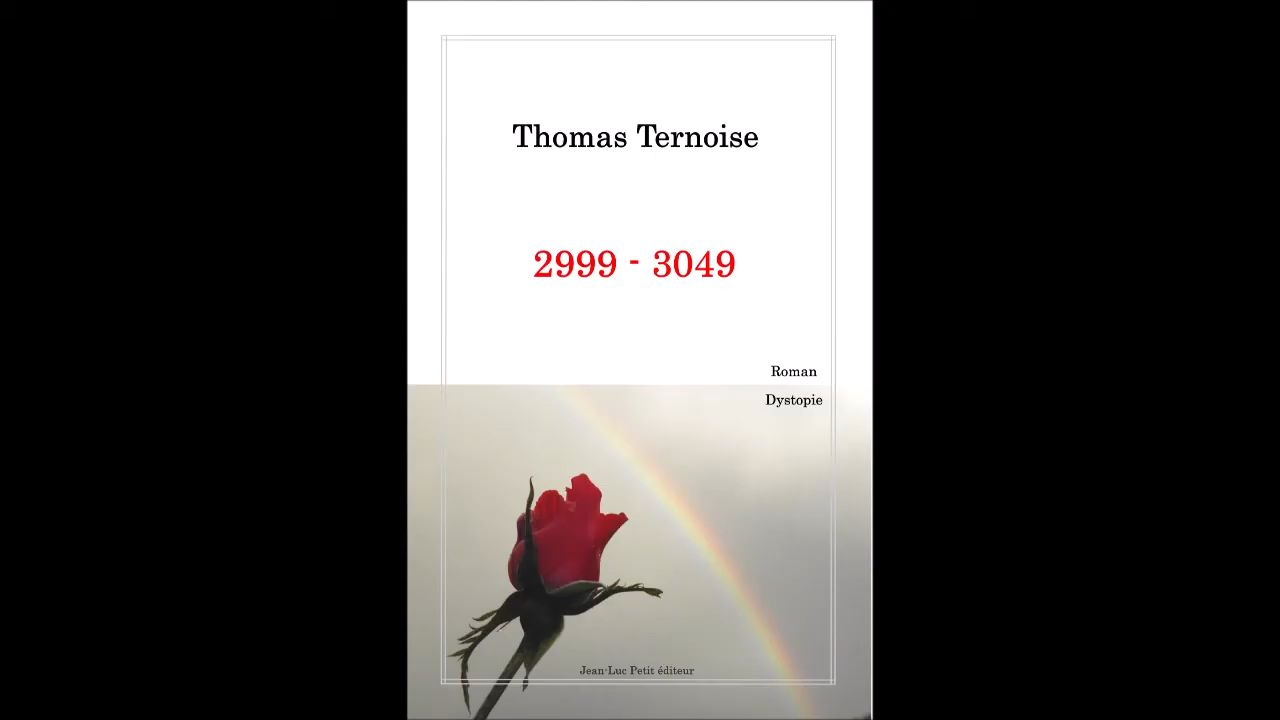 Thomas Ternoise
2999 - 3049
Roman
Dystopie
Jean-Luc Petit éditeur